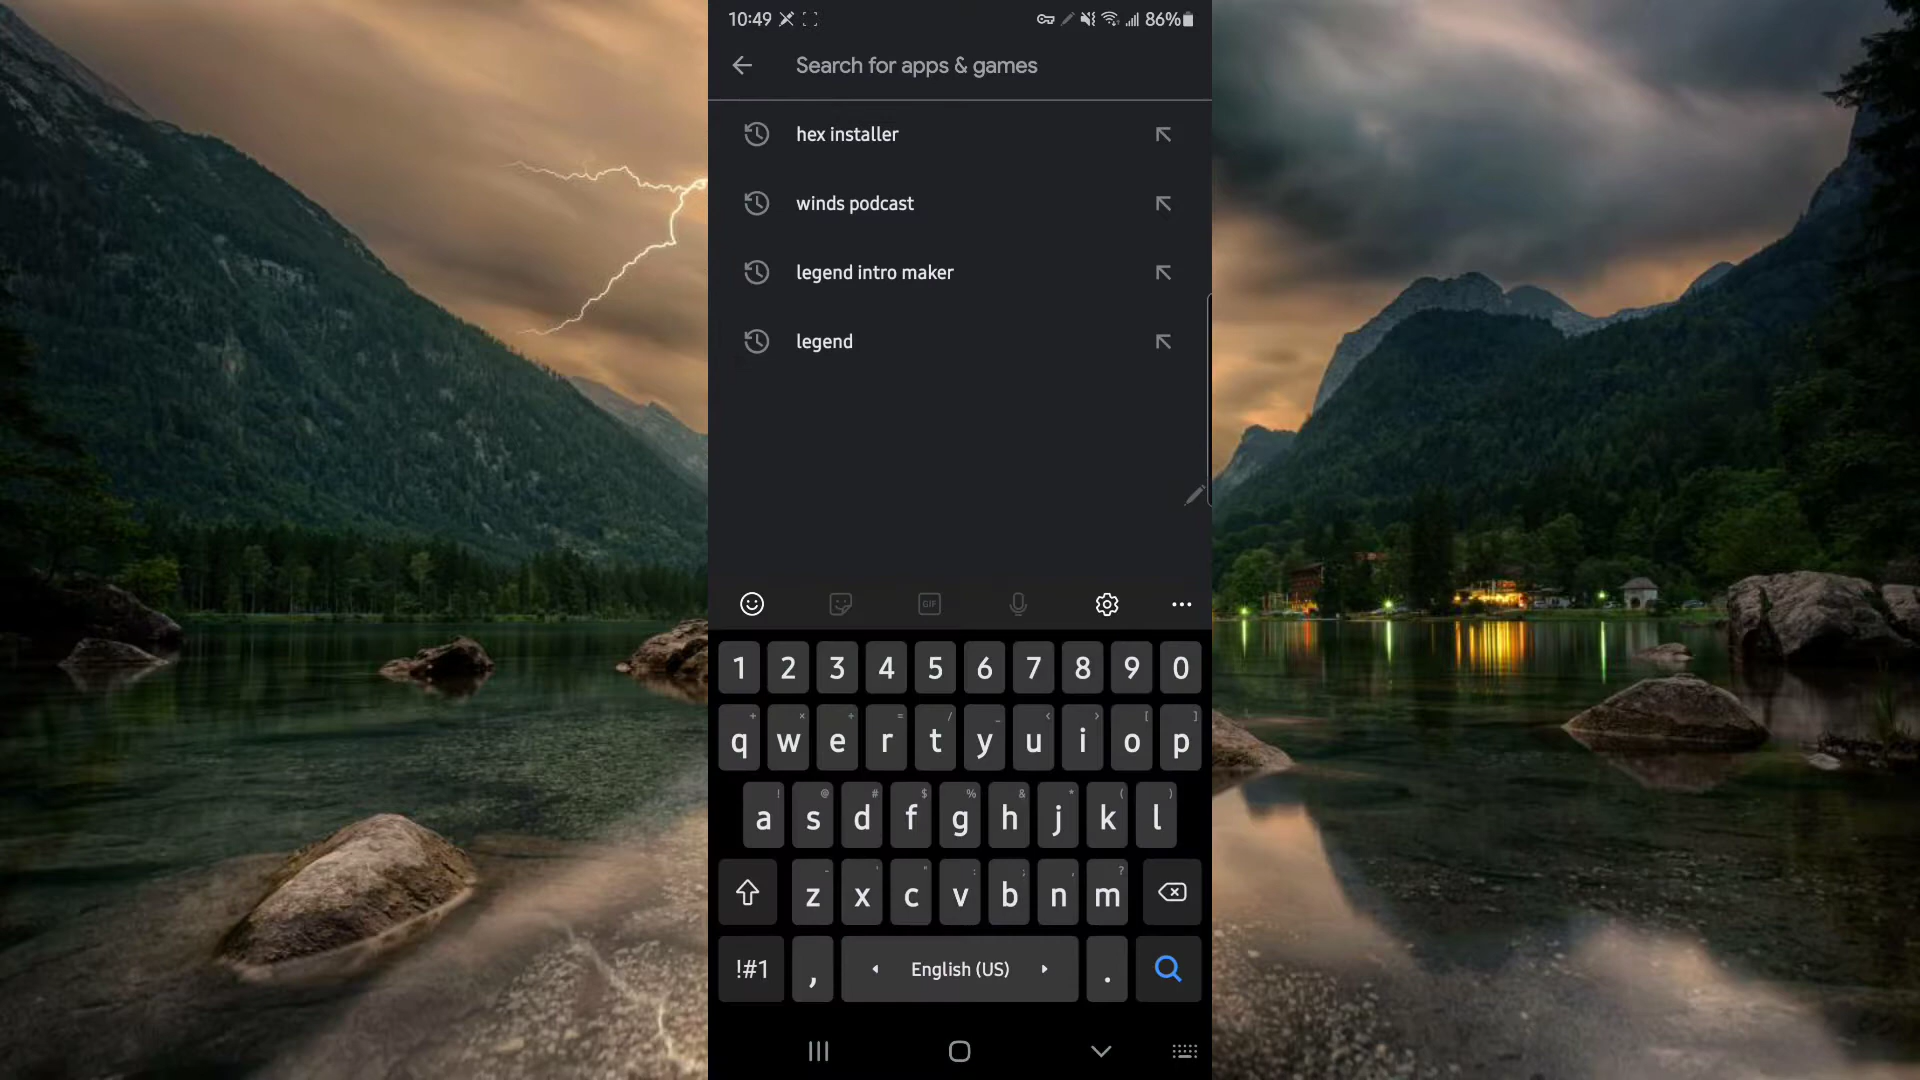 10:49 86%
Search for apps & games
hex installer
winds podcast
legend intro maker
legend
GIF
1 2 3 4 5 6 7 8 9 0
+ × ÷ = / _ < > [ ]
q w e r t y u i o p
! @ # $ % & * ( )
a s d f g h j k l
- ' " : ; , ?
z x c v b n m
!#1 , English (US) .